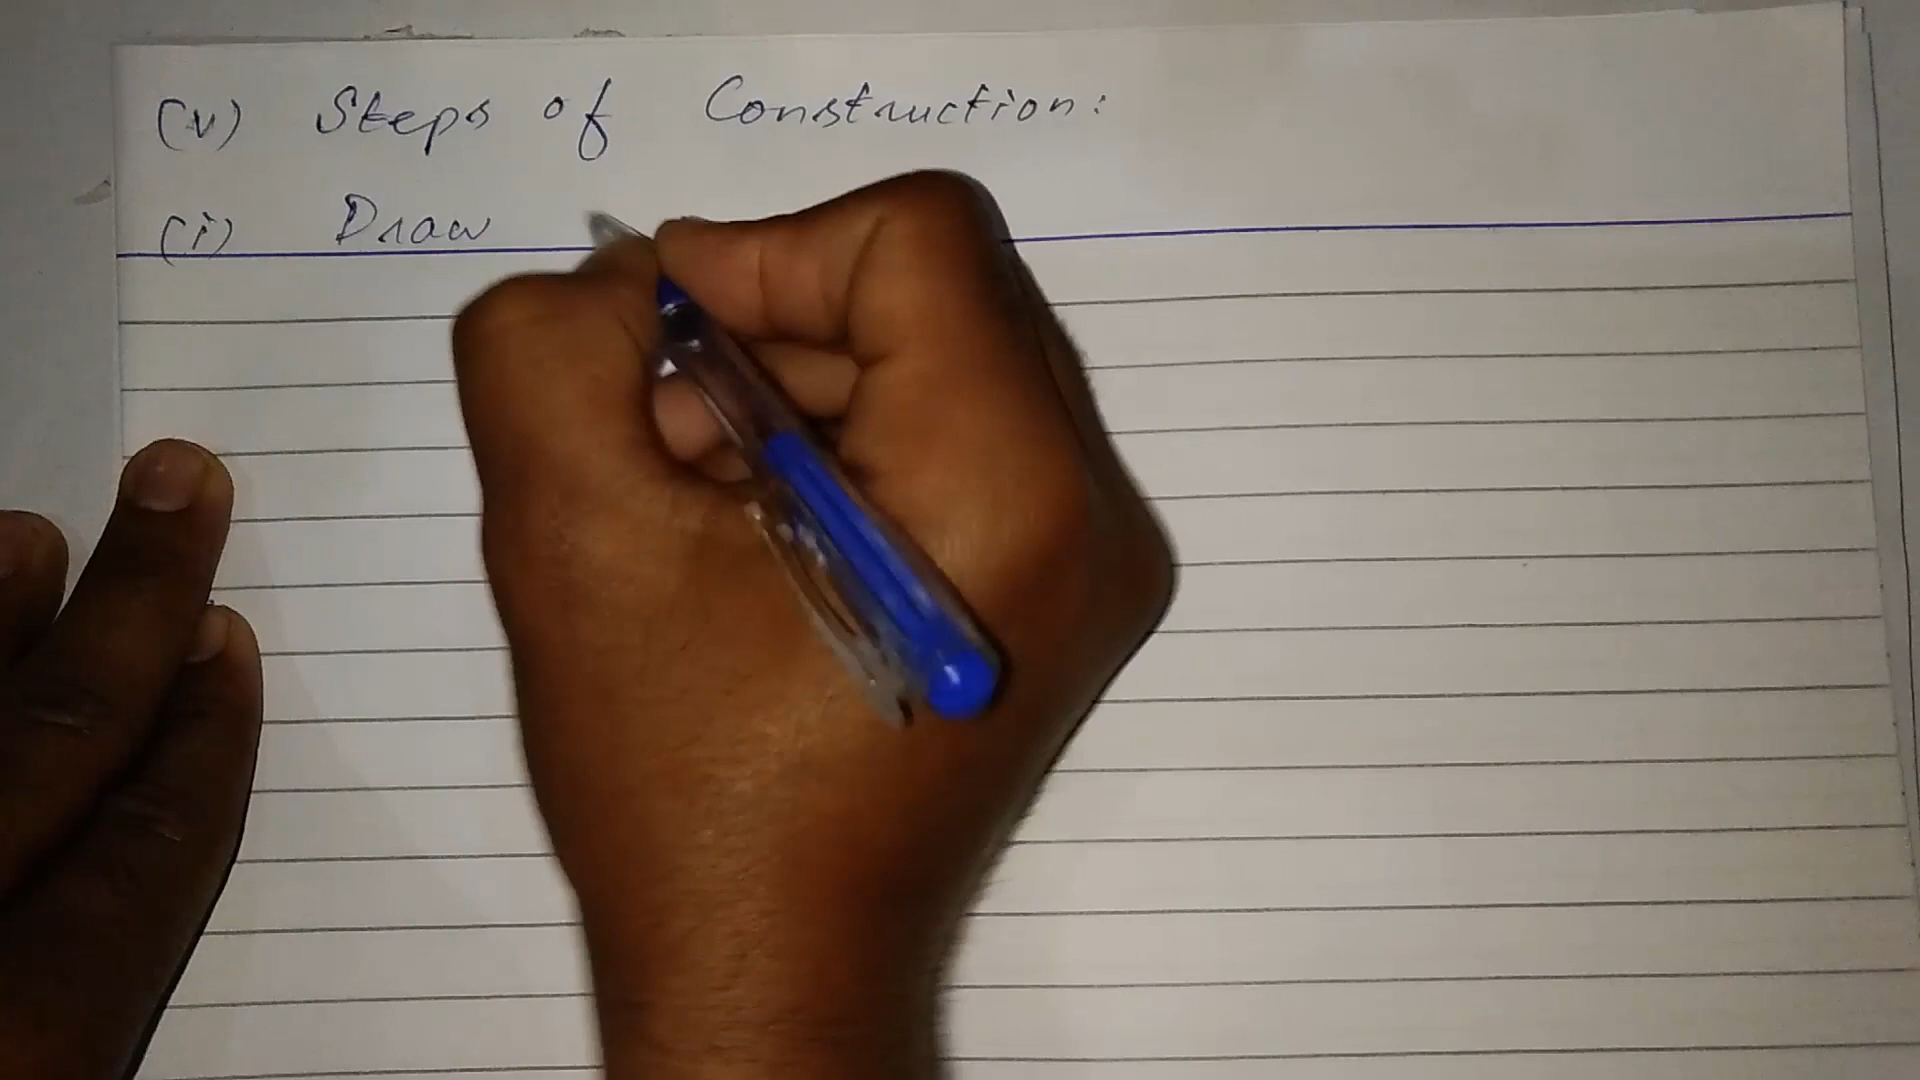 (v) Steps of Construction:
(i) Draw